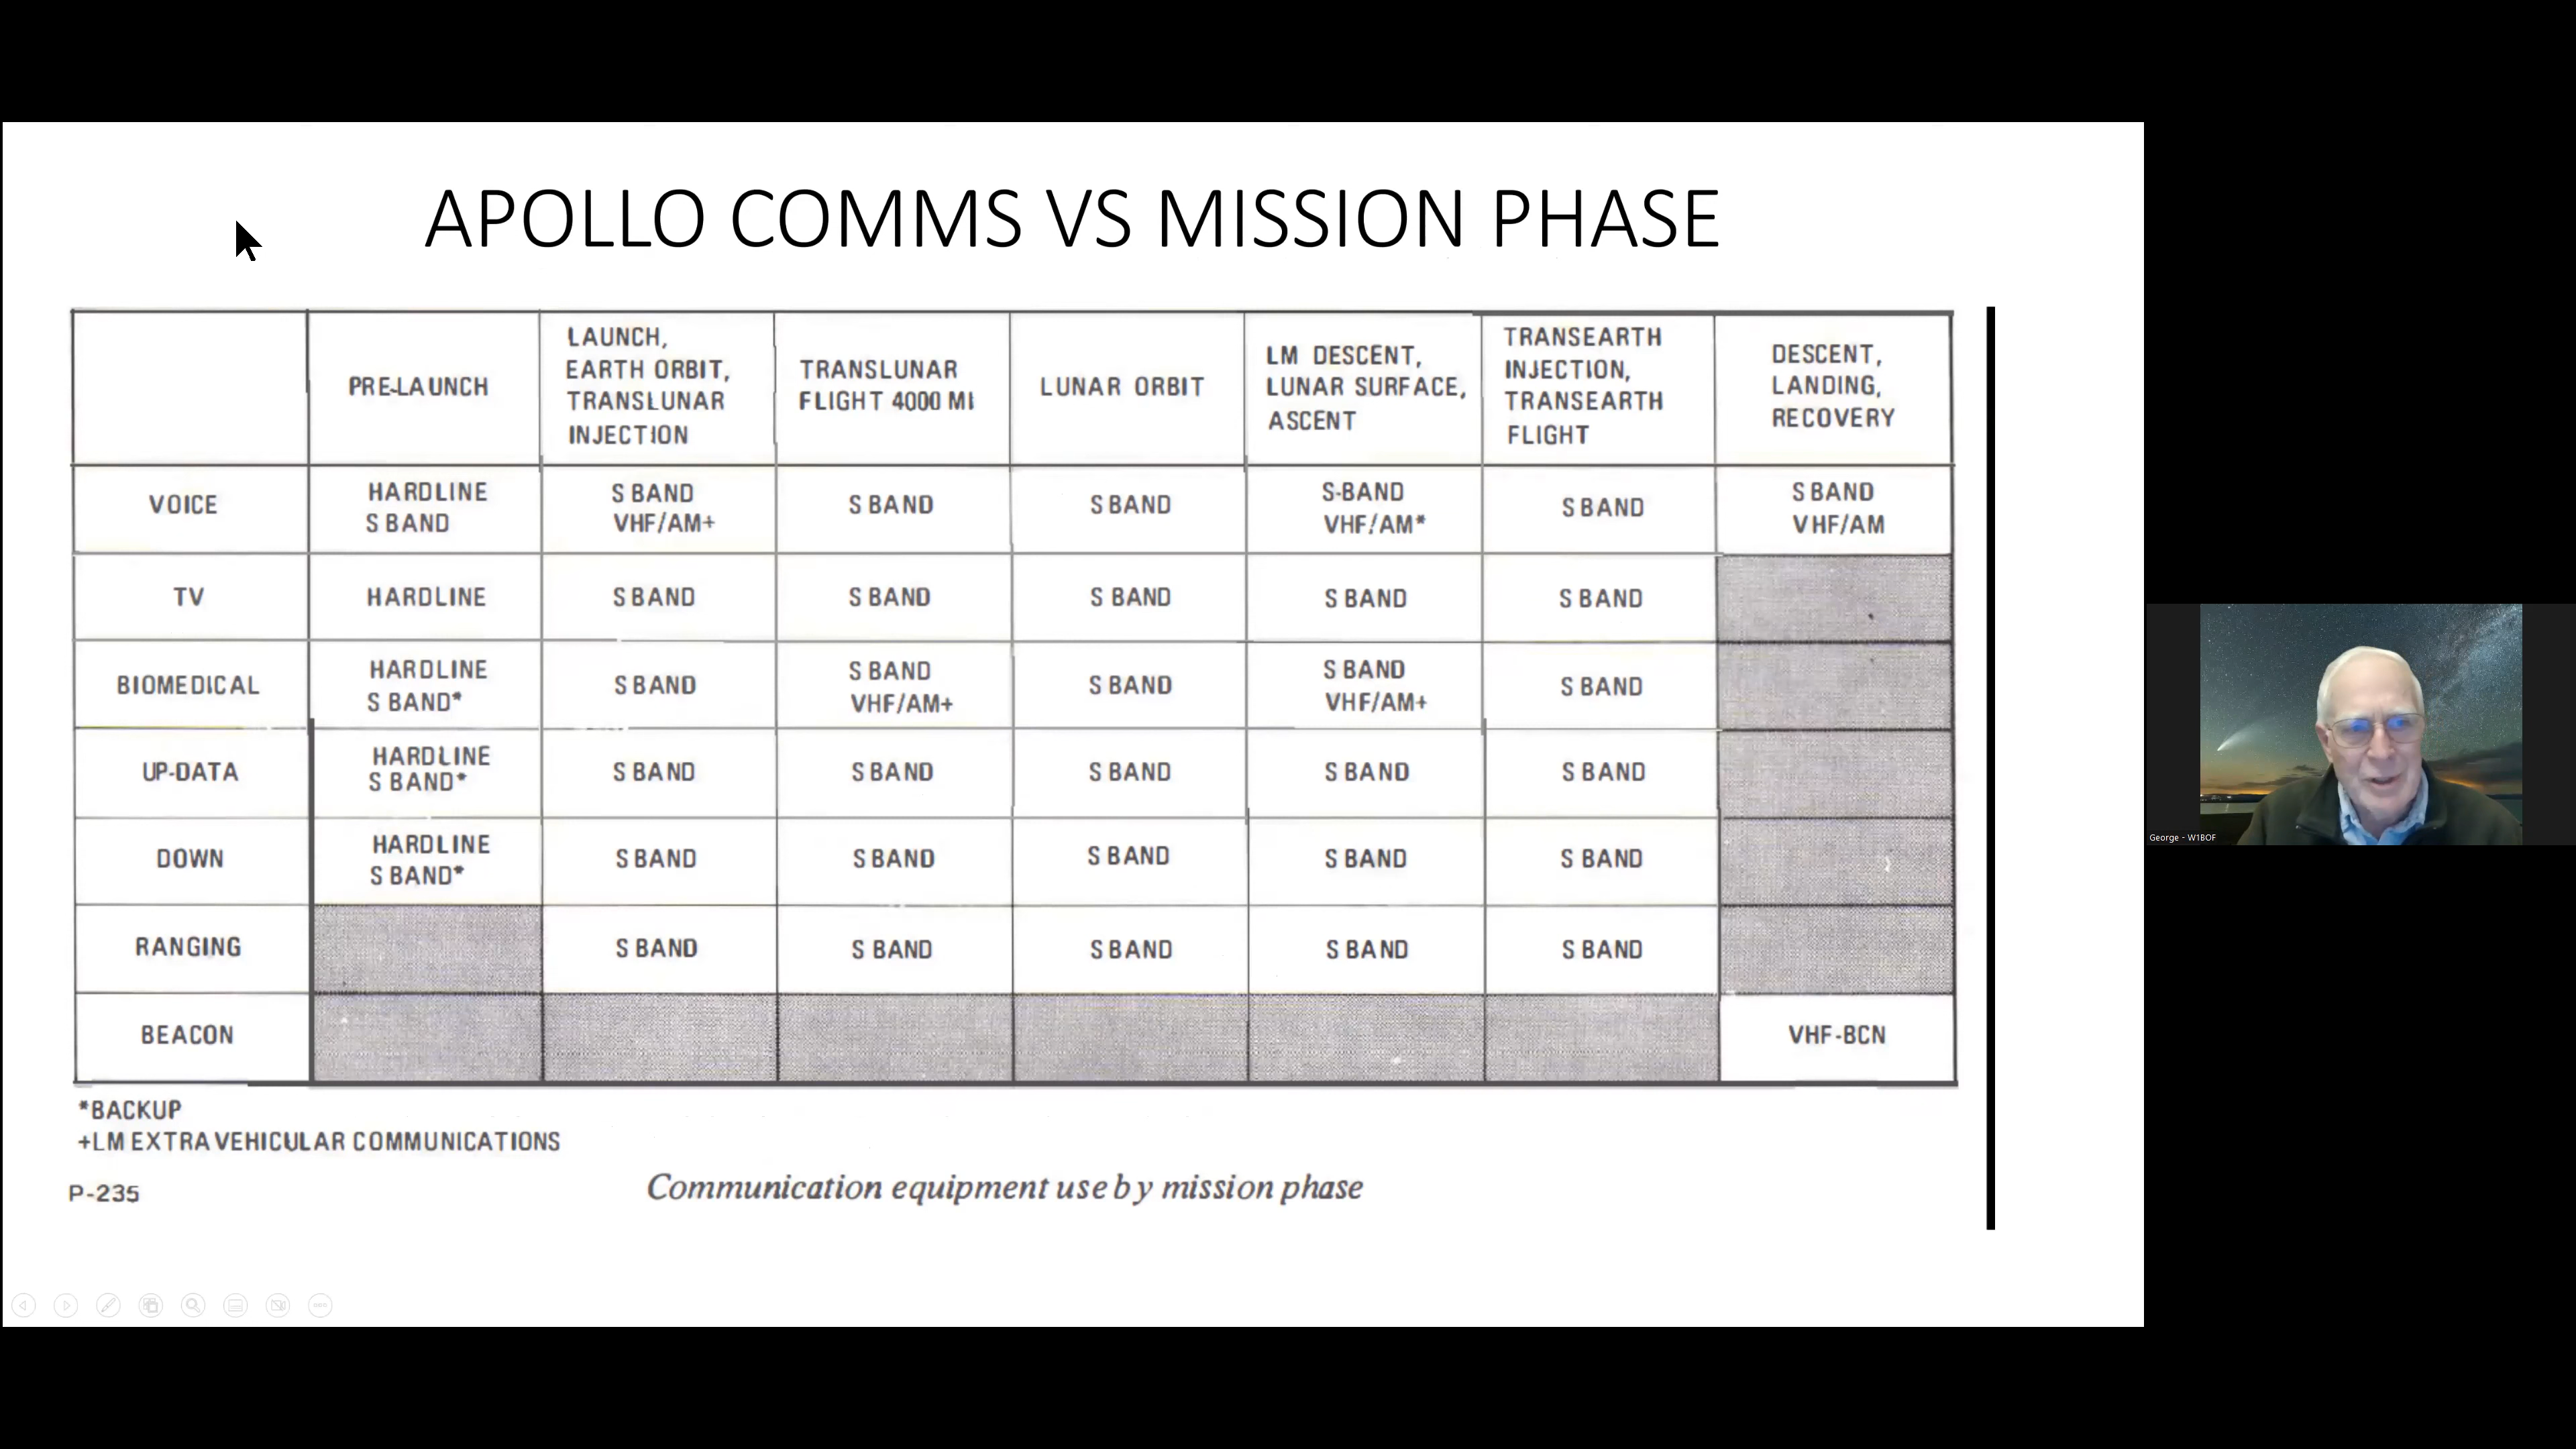 APOLLO COMMS VS MISSION PHASE
PRE-LAUNCH
LAUNCH,
EARTH ORBIT,
TRANSLUNAR
INJECTION
TRANSLUNAR
FLIGHT 4000 MI
LUNAR ORBIT
LM DESCENT,
LUNAR SURFACE,
ASCENT
TRANSEARTH
INJECTION,
TRANSEARTH
FLIGHT
DESCENT,
LANDING,
RECOVERY
VOICE
HARDLINE
S BAND
S BAND
VHF/AM+
S BAND
S BAND
S-BAND
VHF/AM*
S BAND
S BAND
VHF/AM
TV
HARDLINE
S BAND
S BAND
S BAND
S BAND
S BAND
BIOMEDICAL
HARDLINE
S BAND*
S BAND
S BAND
VHF/AM+
S BAND
S BAND
VHF/AM+
S BAND
UP-DATA
HARDLINE
S BAND*
S BAND
S BAND
S BAND
S BAND
S BAND
DOWN
HARDLINE
S BAND*
S BAND
S BAND
S BAND
S BAND
S BAND
RANGING
S BAND
S BAND
S BAND
S BAND
S BAND
BEACON
VHF-BCN
*BACKUP
+LM EXTRAVEHICULAR COMMUNICATIONS
P-235
Communication equipment use by mission phase
George - W1BOF